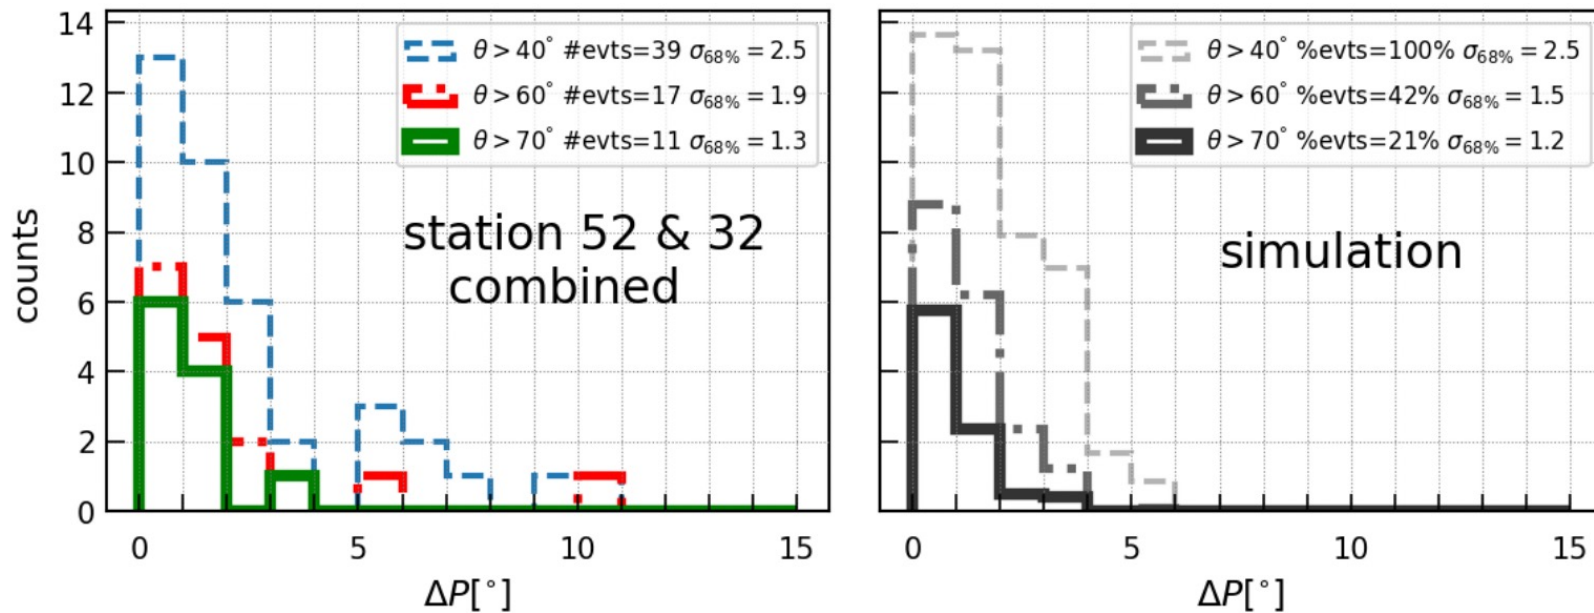 counts
14
12
10
8
6
4
2
0
θ > 40° #evts=39 σ68% = 2.5
θ > 60° #evts=17 σ68% = 1.9
θ > 70° #evts=11 σ68% = 1.3
station 52 & 32
combined
0 5 10 15
ΔP[°]
θ > 40° %evts=100% σ68% = 2.5
θ > 60° %evts=42% σ68% = 1.5
θ > 70° %evts=21% σ68% = 1.2
simulation
0 5 10 15
ΔP[°]